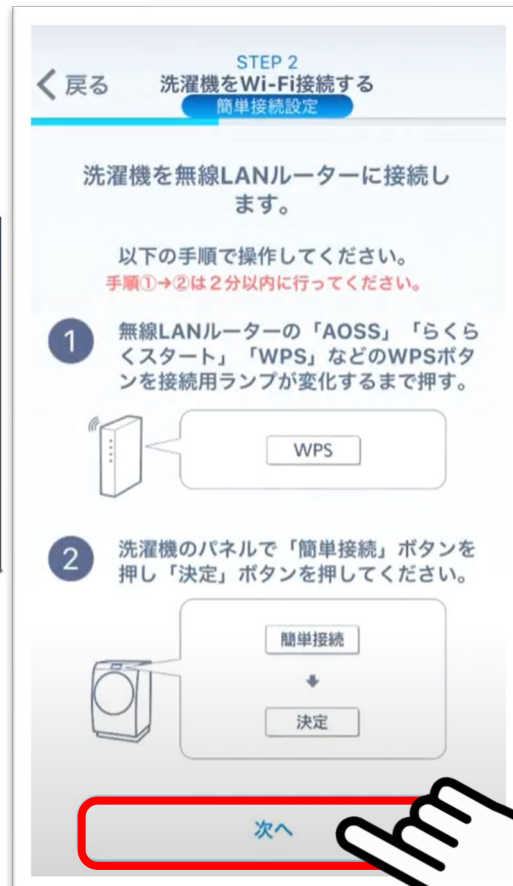 STEP 2
戻る
洗濯機をWi-Fi接続する
簡単接続設定
洗濯機を無線LANルーターに接続し
ます。
以下の手順で操作してください。
手順①→②は２分以内に行ってください。
1
無線LANルーターの「AOSS」「らくら
くスタート」「WPS」などのWPSボタ
ンを接続用ランプが変化するまで押す。
WPS
2
洗濯機のパネルで「簡単接続」ボタンを
押し「決定」ボタンを押してください。
簡単接続
決定
次へ